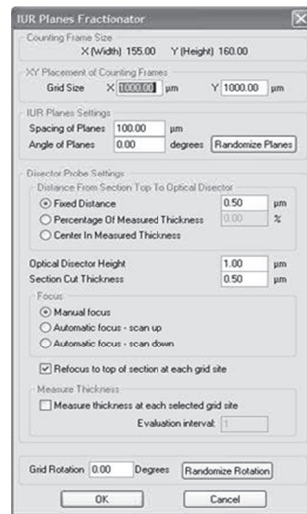 IUR Planes Fractionator
Counting Frame Size
X (Width) 155.00 Y (Height) 160.00
XY Placement of Counting Frames
Grid Size X 1000.00 µm Y 1000.00 µm
IUR Planes Settings
Spacing of Planes 100.00 µm
Angle of Planes 0.00 degrees Randomize Planes
Disector Probe Settings
Distance From Section Top To Optical Disector
Fixed Distance 0.50 µm
Percentage Of Measured Thickness 0.00 %
Center In Measured Thickness
Optical Disector Height 1.00 µm
Section Cut Thickness 0.50 µm
Focus
Manual focus
Automatic focus - scan up
Automatic focus - scan down
Refocus to top of section at each grid site
Measure Thickness
Measure thickness at each selected grid site
Evaluation interval: 1
Grid Rotation 0.00 Degrees Randomize Rotation
OK Cancel